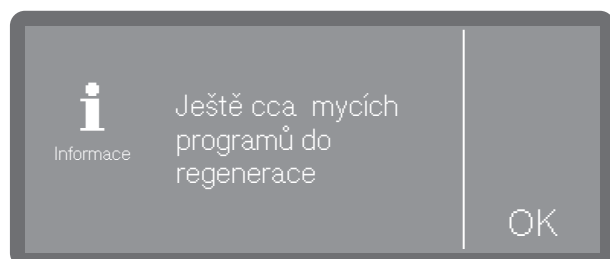 Informace
Ještě cca mycích
programů do
regenerace
OK